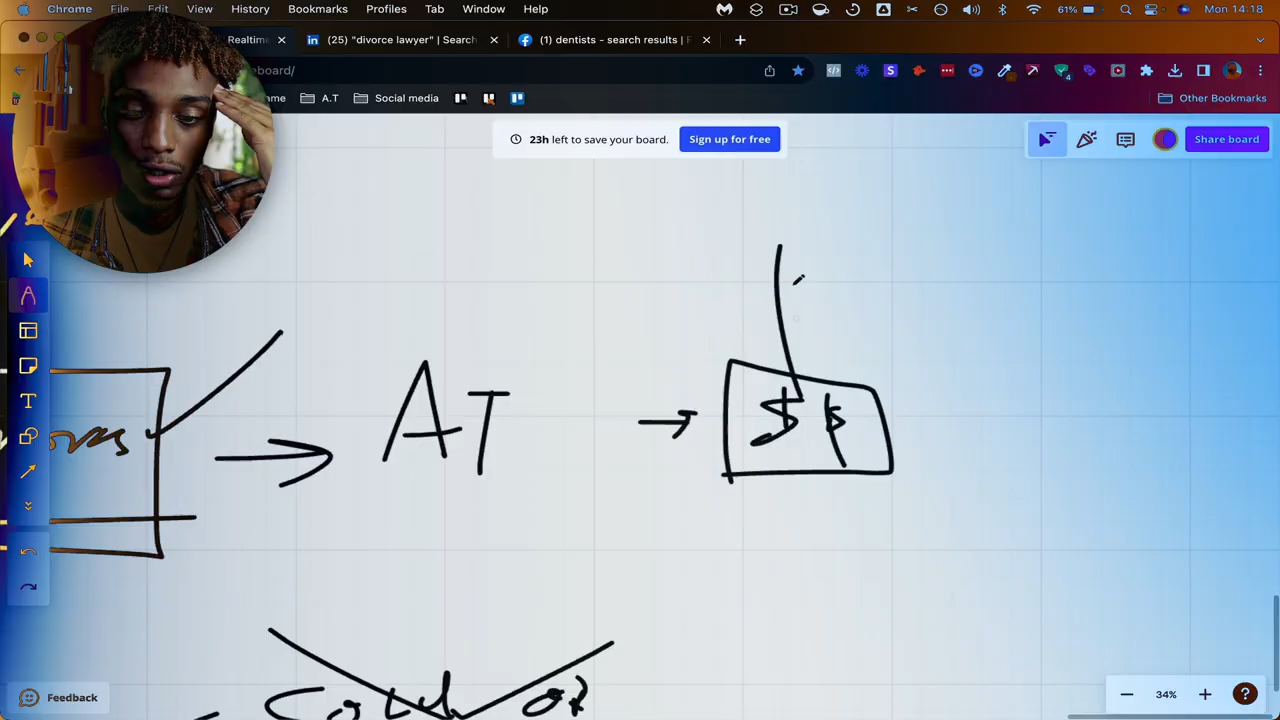 Chrome File Edit View History Bookmarks Profiles Tab Window Help 61% Mon 14:18
Realtime (25) "divorce lawyer" | Search (1) dentists - search results | F
eboard/
me A.T Social media Other Bookmarks
23h left to save your board. Sign up for free Share board
AT → $$
Feedback 34%